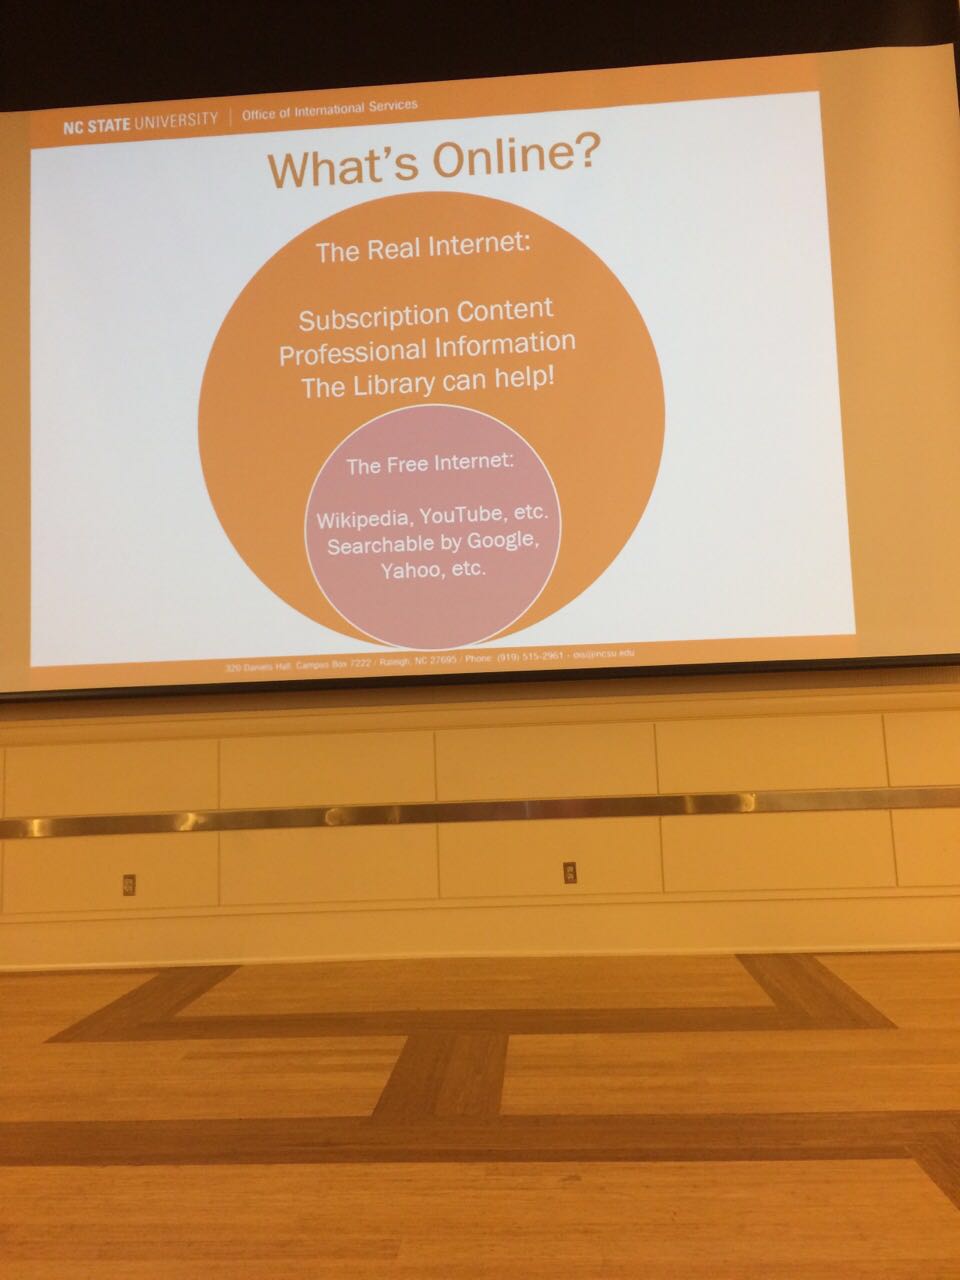 NC STATE UNIVERSITY | Office of International Services
What's Online?
The Real Internet:
Subscription Content
Professional Information
The Library can help!
The Free Internet:
Wikipedia, YouTube, etc.
Searchable by Google,
Yahoo, etc.
320 Daniels Hall, Campus Box 7222 / Raleigh, NC 27695 / Phone: (919) 515-2961 - ois@ncsu.edu